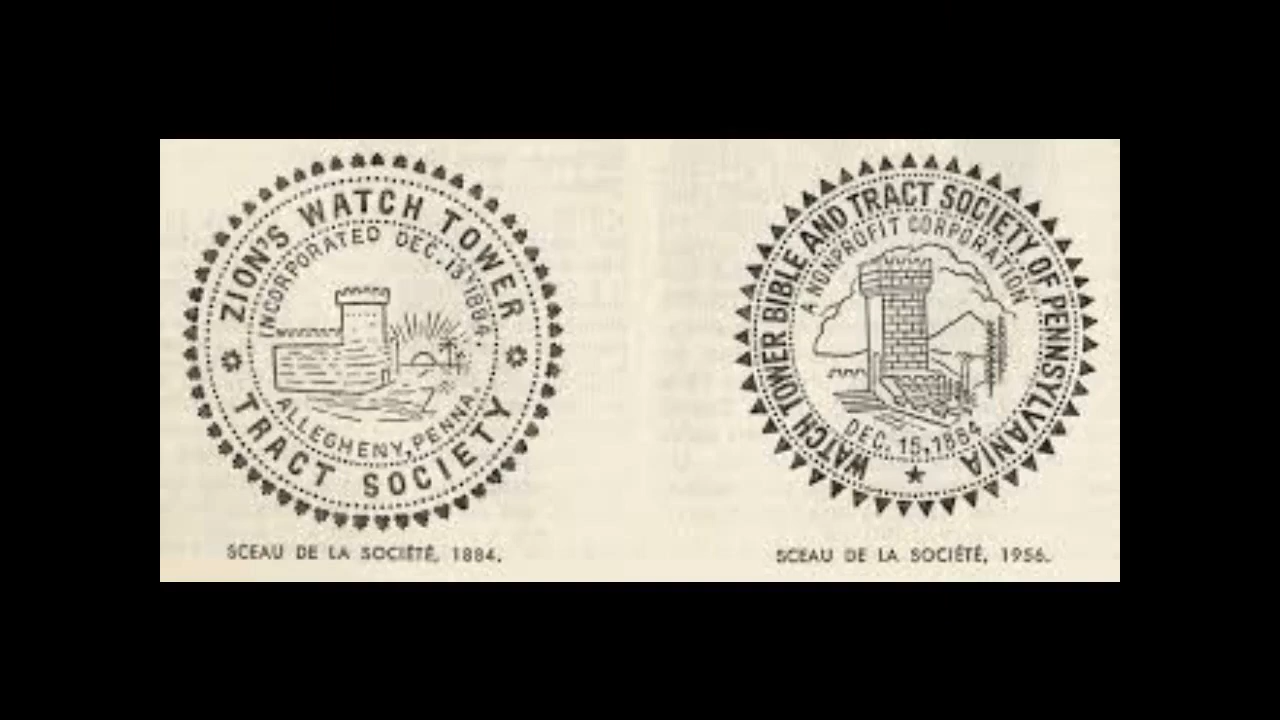 ZION'S WATCH TOWER
INCORPORATED DEC. 13, 1884.
ALLEGHENY, PENNA.
TRACT SOCIETY
SCEAU DE LA SOCIÉTÉ, 1884.
WATCH TOWER BIBLE AND TRACT SOCIETY OF PENNSYLVANIA
A NONPROFIT CORPORATION
DEC. 15, 1884
SCEAU DE LA SOCIÉTÉ, 1956.